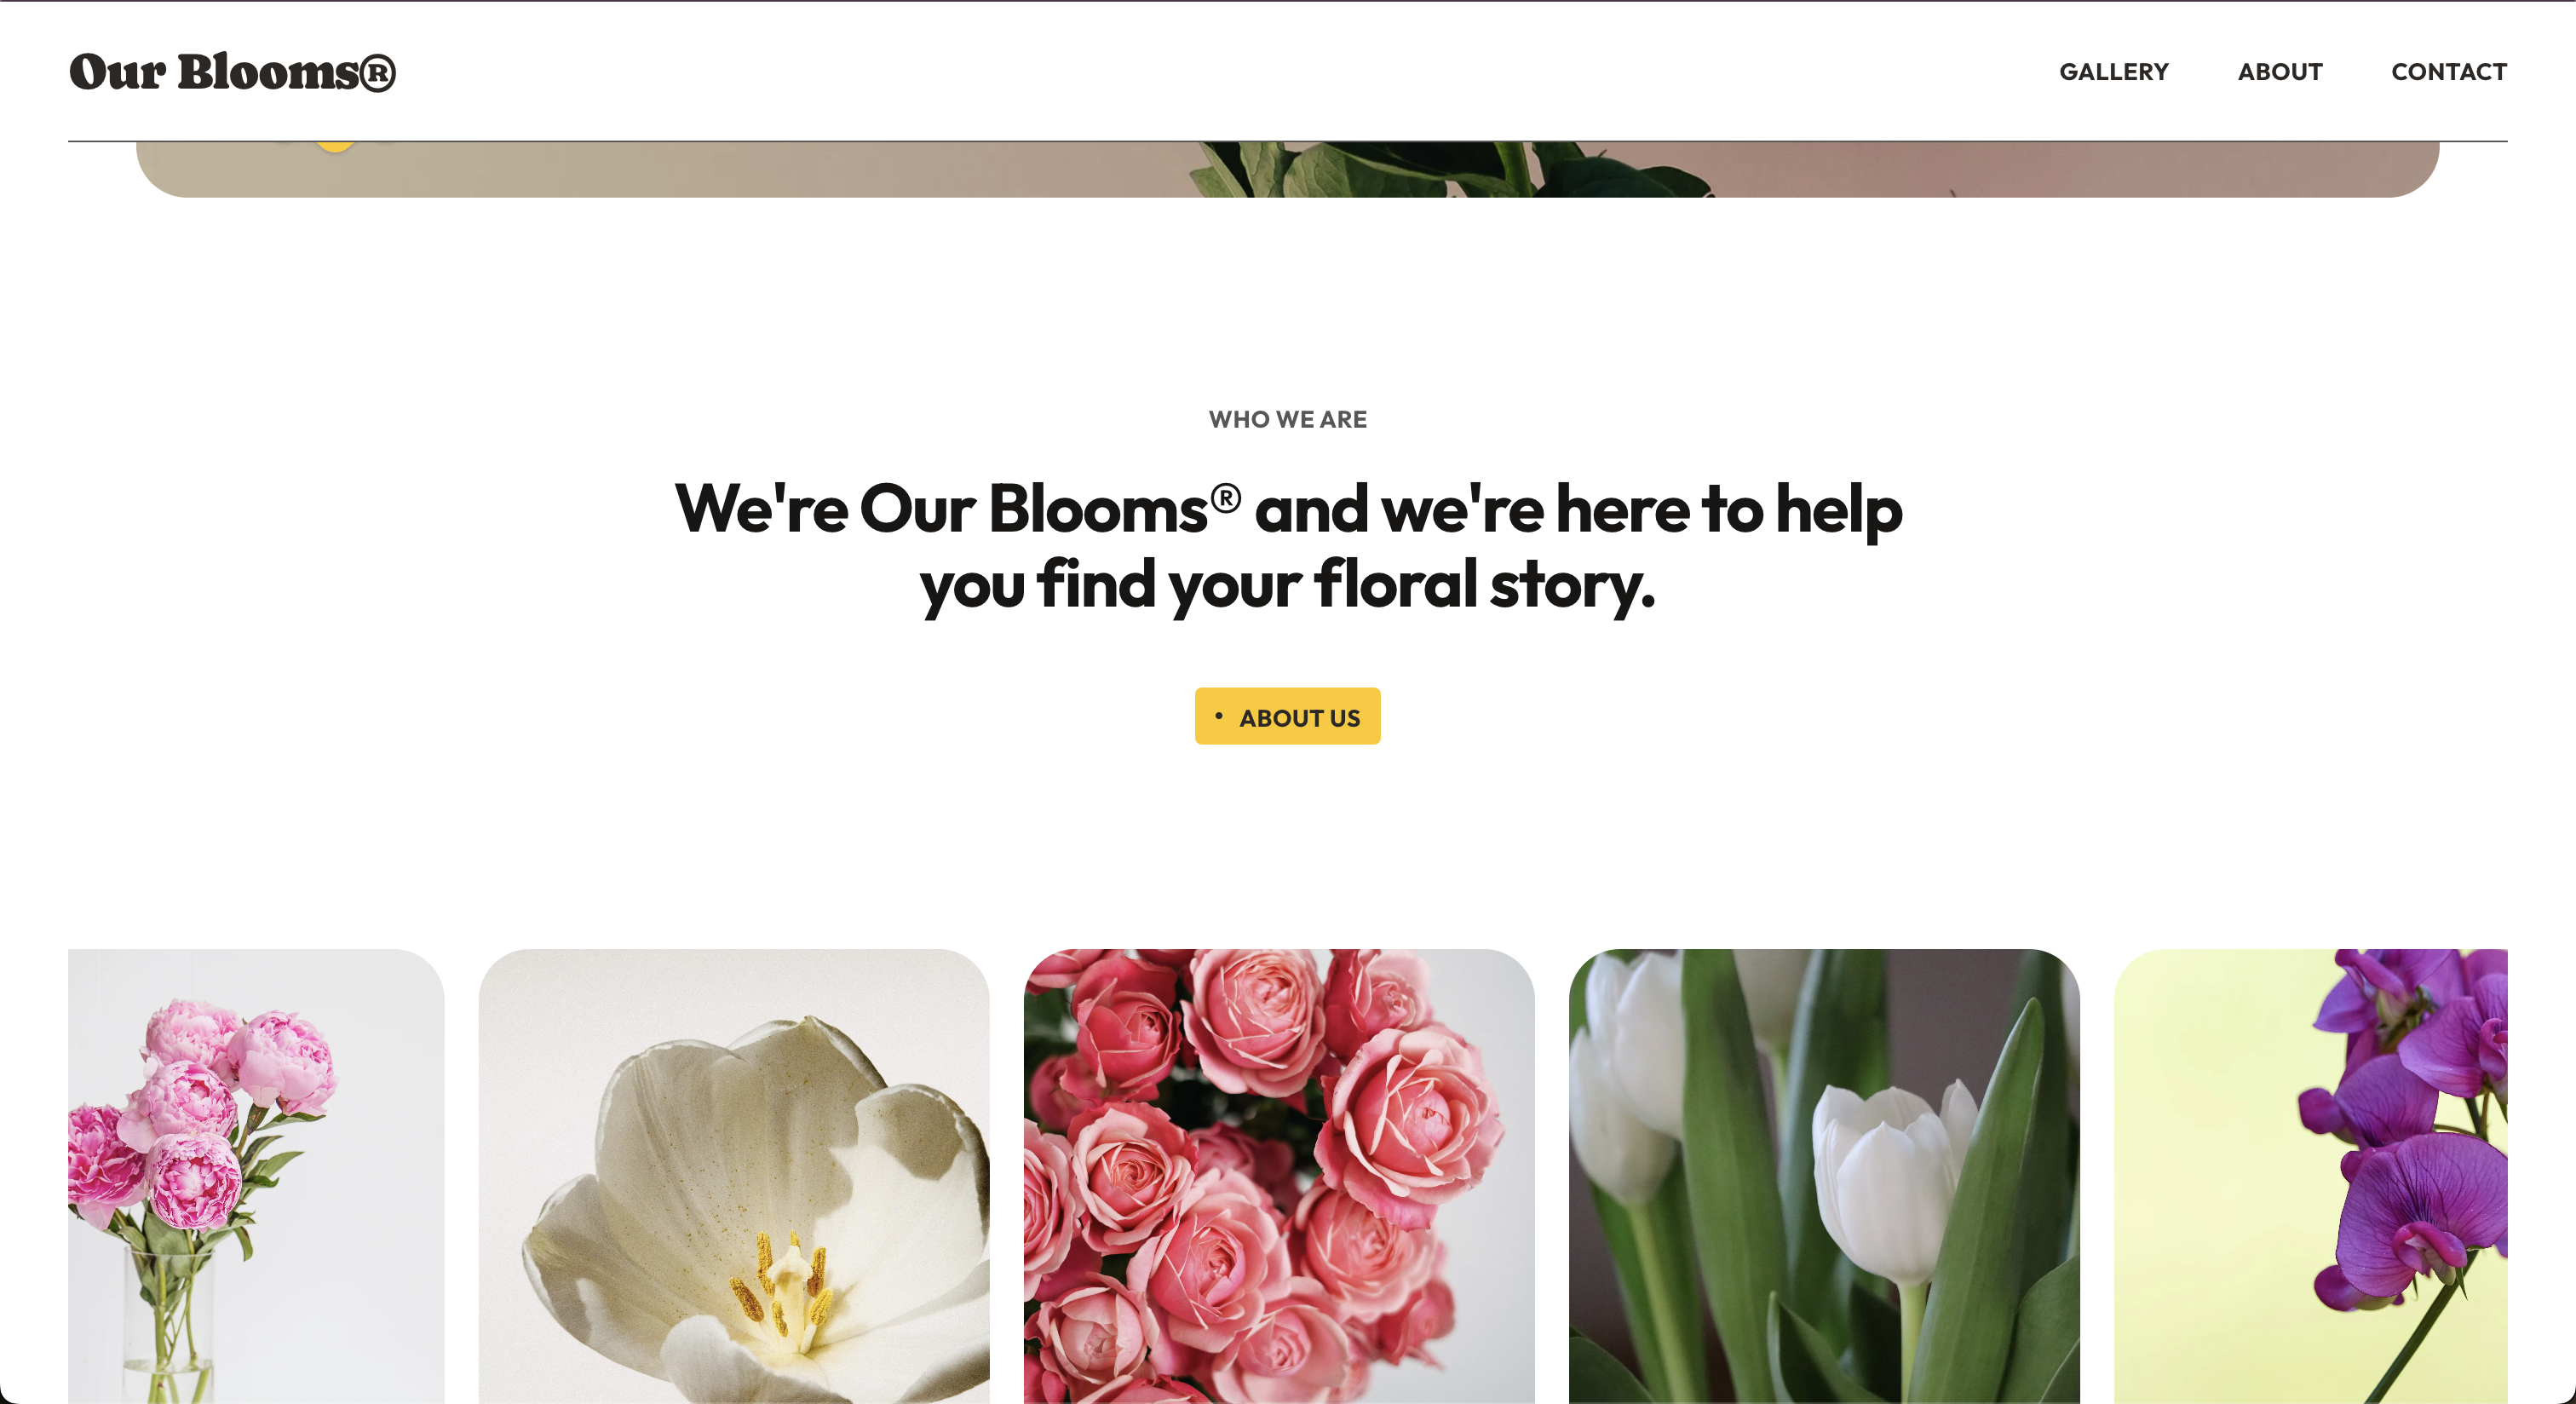 Our Blooms®
GALLERY ABOUT CONTACT
WHO WE ARE
We're Our Blooms® and we're here to help
you find your floral story.
• ABOUT US